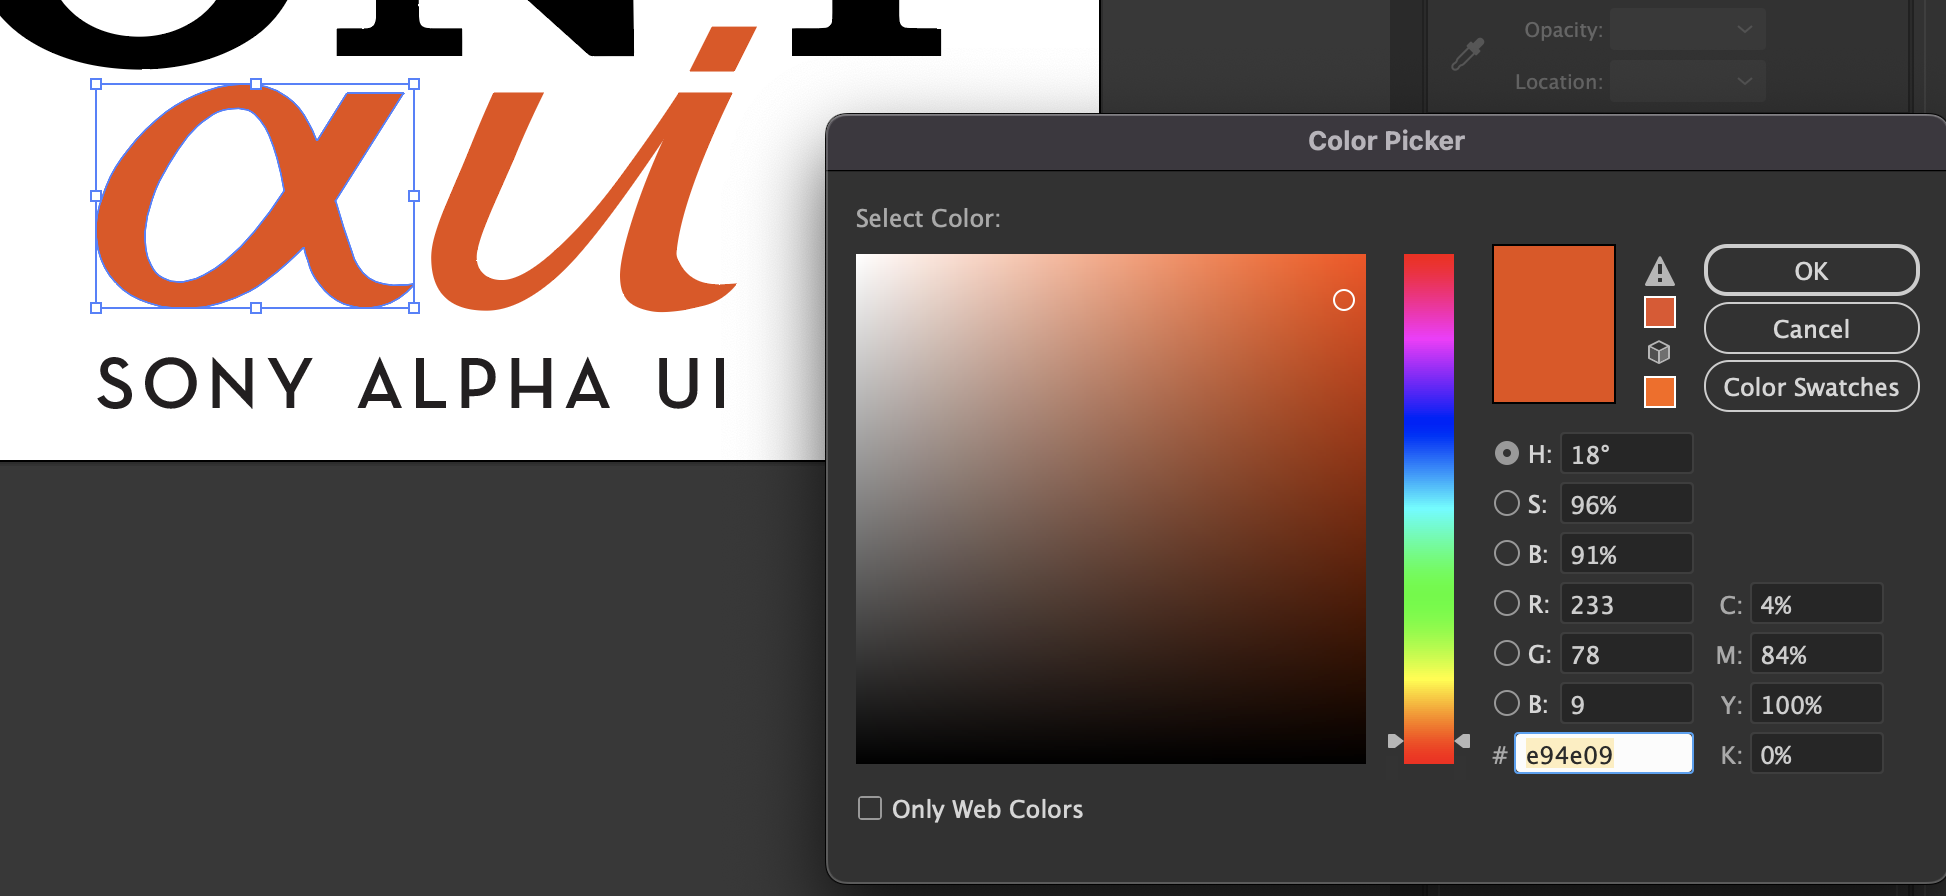 αui
SONY ALPHA UI
Opacity:
Location:
Color Picker
Select Color:
OK
Cancel
Color Swatches
H: 18°
S: 96%
B: 91%
R: 233
G: 78
B: 9
# e94e09
C: 4%
M: 84%
Y: 100%
K: 0%
Only Web Colors